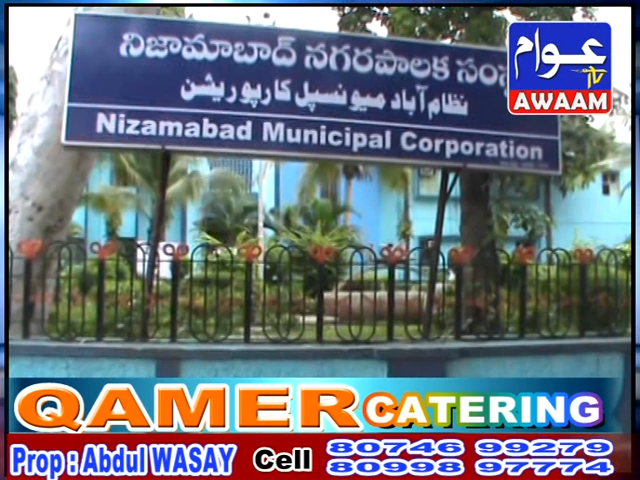 నిజామాబాద్ నగరపాలక
نظام آباد میونسپل کارپوریشن
Nizamabad Municipal Corporation
عوام
TV
AWAAM
QAMER CATERING
Prop : Abdul WASAY Cell 80746 99279
80998 97774